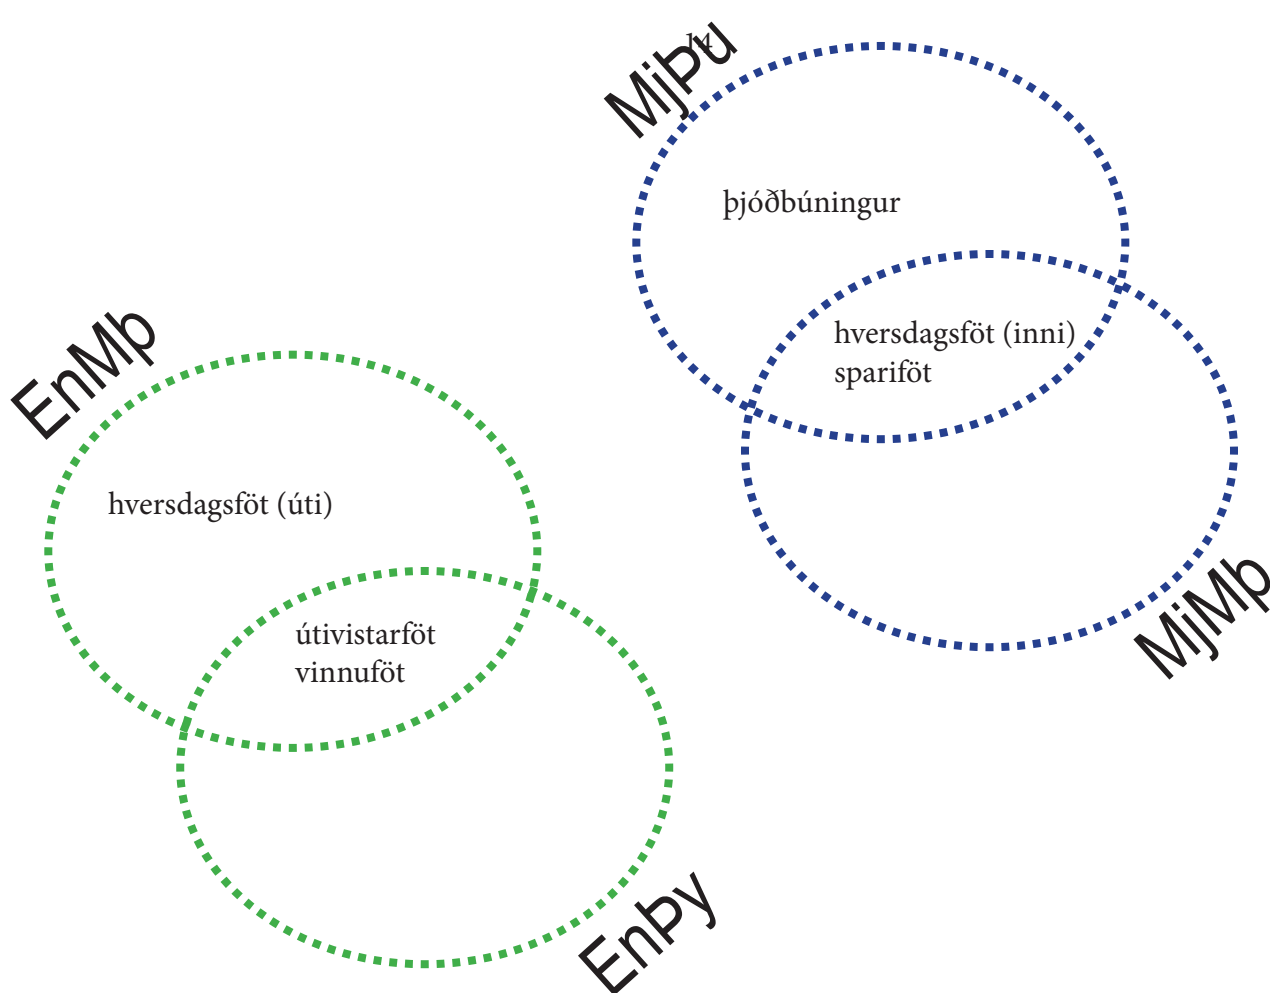 14
MjÞu
þjóðbúningur
hversdagsföt (inni)
spariföt
MjMþ
EnMþ
hversdagsföt (úti)
útivistarföt
vinnuföt
EnÞy